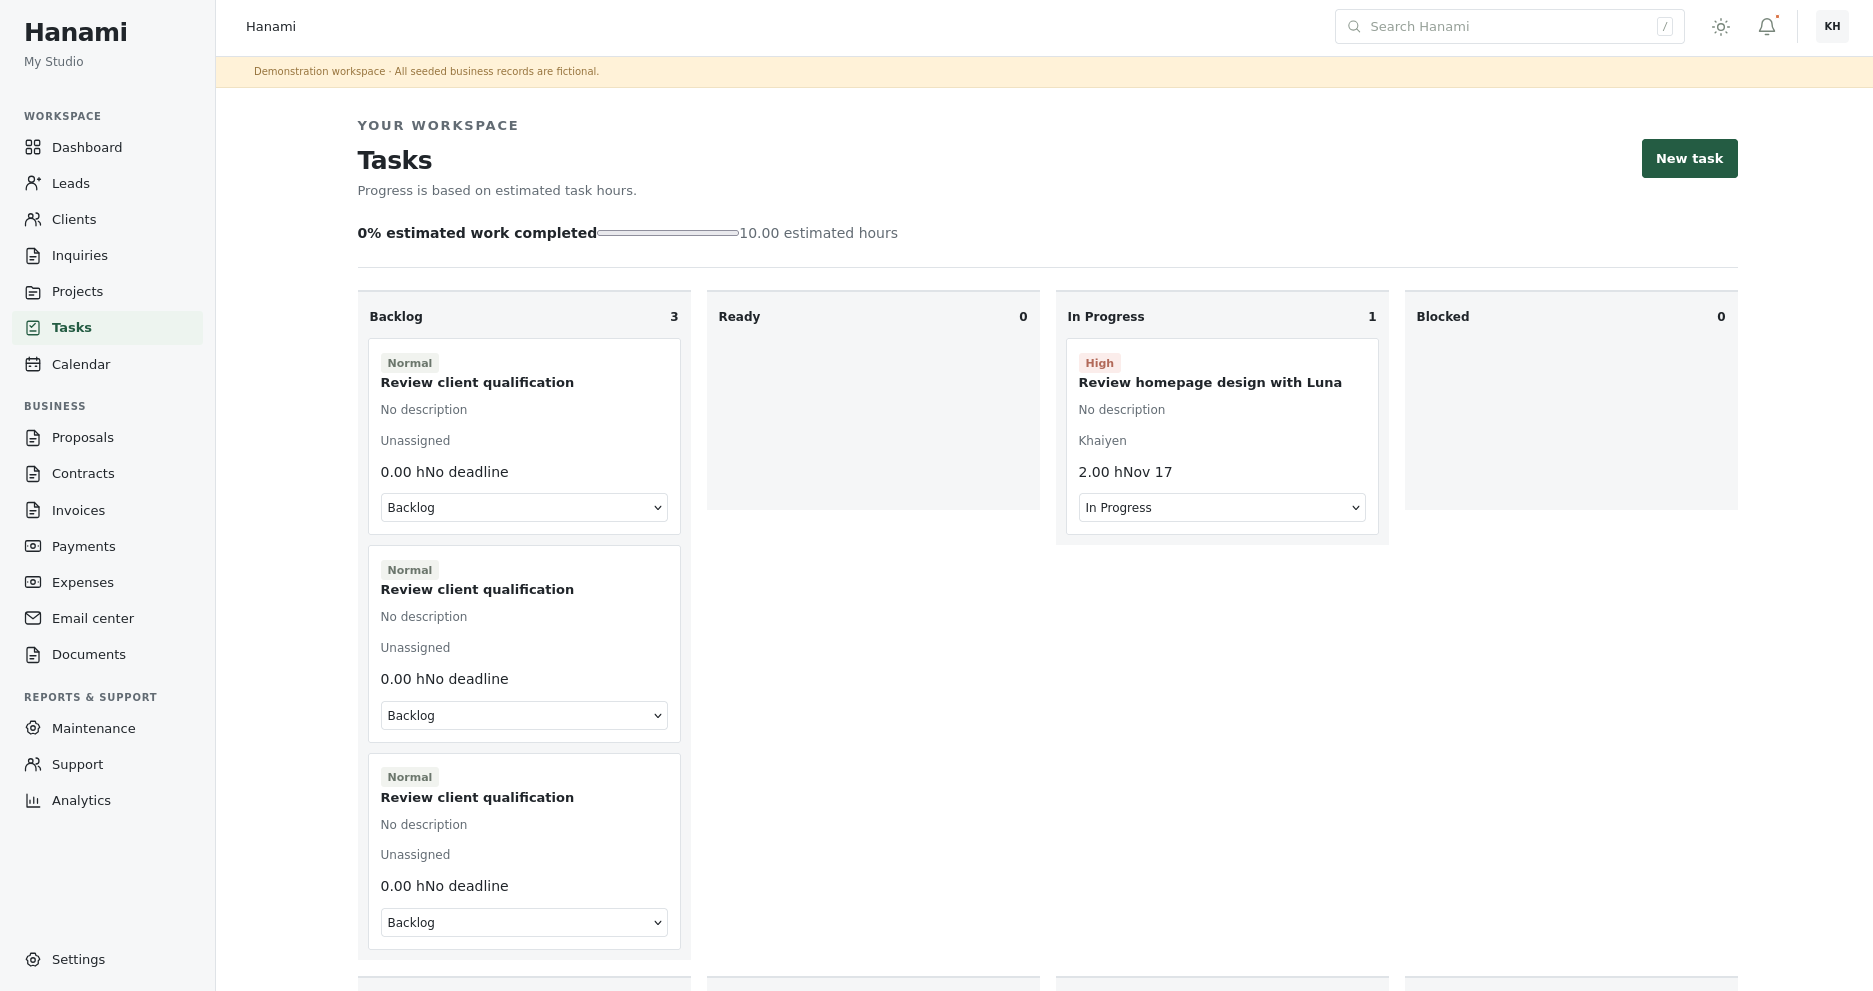 Hanami
My Studio
WORKSPACE
Dashboard
Leads
Clients
Inquiries
Projects
Tasks
Calendar
BUSINESS
Proposals
Contracts
Invoices
Payments
Expenses
Email center
Documents
REPORTS & SUPPORT
Maintenance
Support
Analytics
Settings
Hanami
Search Hanami
/
KH
Demonstration workspace · All seeded business records are fictional.
YOUR WORKSPACE
Tasks
Progress is based on estimated task hours.
New task
0% estimated work completed 10.00 estimated hours
Backlog 3
Normal
Review client qualification
No description
Unassigned
0.00 hNo deadline
Backlog
Normal
Review client qualification
No description
Unassigned
0.00 hNo deadline
Backlog
Normal
Review client qualification
No description
Unassigned
0.00 hNo deadline
Backlog
Ready 0
In Progress 1
High
Review homepage design with Luna
No description
Khaiyen
2.00 hNov 17
In Progress
Blocked 0